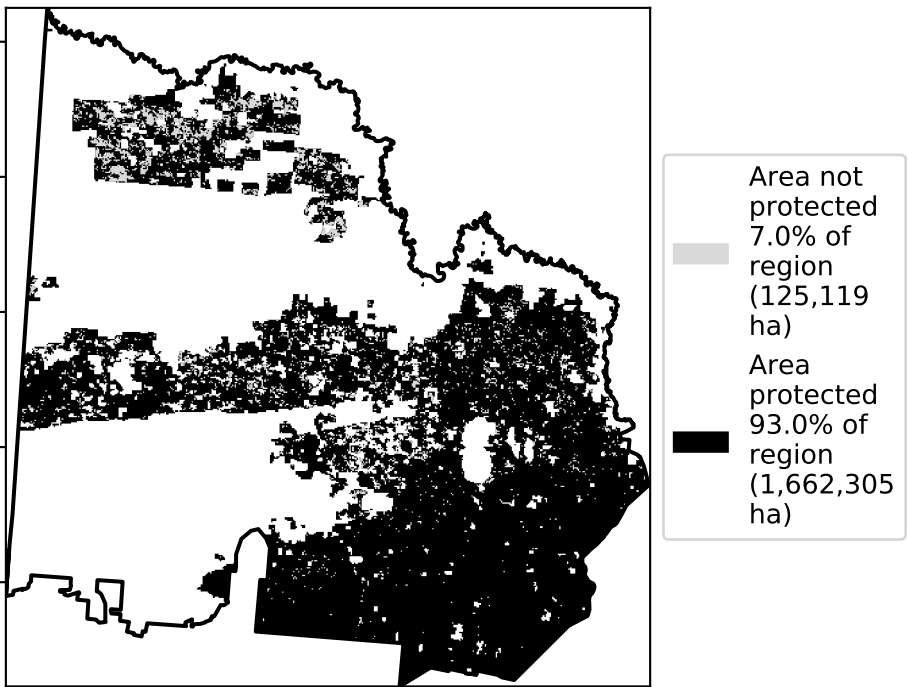 Area not
protected
7.0% of
region
(125,119
ha)
Area
protected
93.0% of
region
(1,662,305
ha)